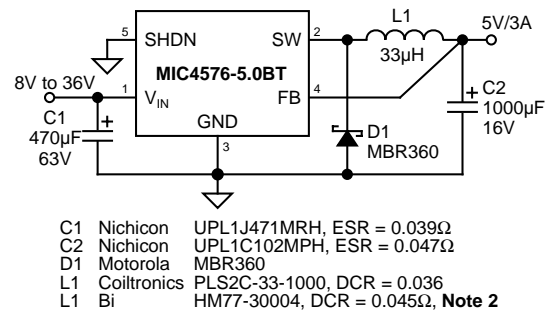 L1
33µH
5V/3A
5 SHDN SW 2
MIC4576-5.0BT
8V to 36V
1 VIN FB 4
GND
3
C1
470µF
63V
D1
MBR360
C2
1000µF
16V
C1 Nichicon UPL1J471MRH, ESR = 0.039Ω
C2 Nichicon UPL1C102MPH, ESR = 0.047Ω
D1 Motorola MBR360
L1 Coiltronics PLS2C-33-1000, DCR = 0.036
L1 Bi HM77-30004, DCR = 0.045Ω, Note 2